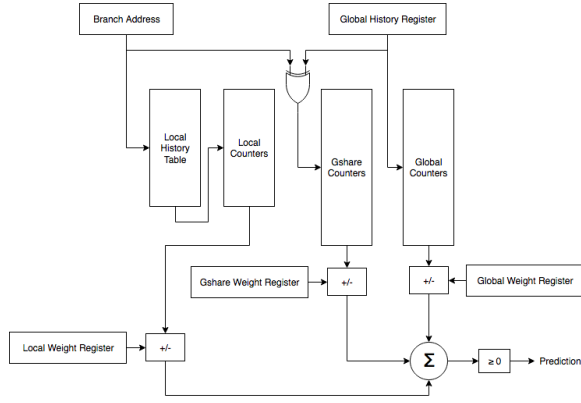 Branch Address
Global History Register
Local
History
Table
Local
Counters
Gshare
Counters
Global
Counters
Gshare Weight Register
+/-
+/-
Global Weight Register
Local Weight Register
+/-
Σ
≥ 0
Prediction